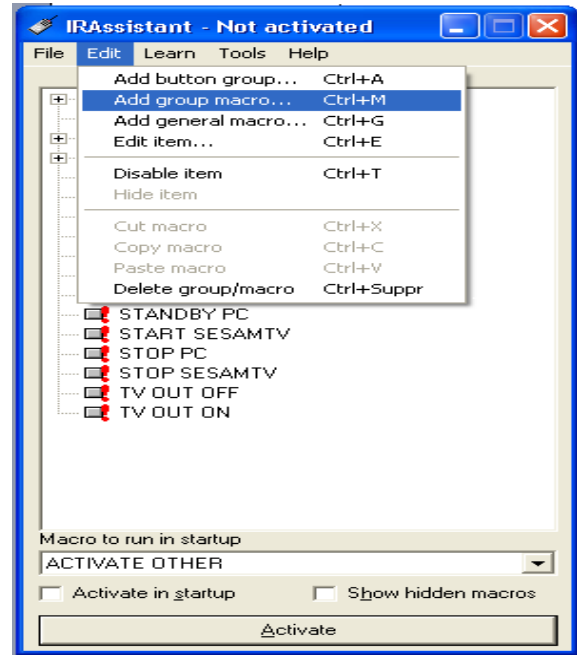 IRAssistant - Not activated
File Edit Learn Tools Help
Add button group... Ctrl+A
Add group macro... Ctrl+M
Add general macro... Ctrl+G
Edit item... Ctrl+E
Disable item Ctrl+T
Hide item
Cut macro Ctrl+X
Copy macro Ctrl+C
Paste macro Ctrl+V
Delete group/macro Ctrl+Suppr
STANDBY PC
START SESAMTV
STOP PC
STOP SESAMTV
TV OUT OFF
TV OUT ON
Macro to run in startup
ACTIVATE OTHER
Activate in startup Show hidden macros
Activate